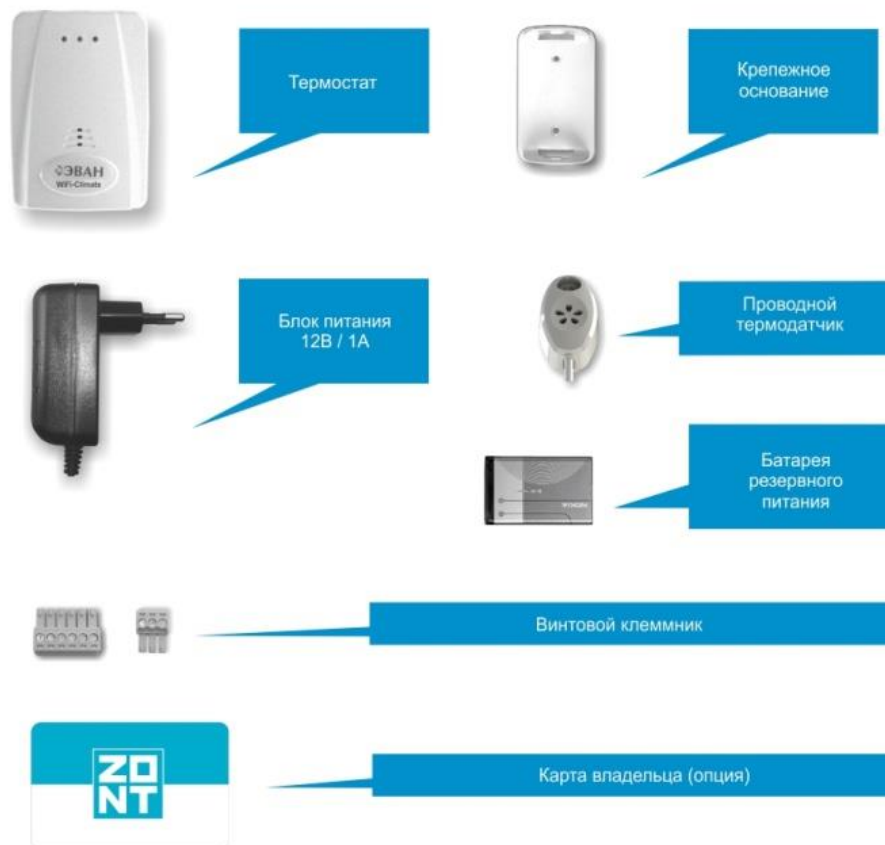 Термостат
Крепежное
основание
ЭВАН
WiFi-Climate
Блок питания
12В / 1А
Проводной
термодатчик
Батарея
резервного
питания
NOKIA
Винтовой клеммник
ZO
NT
Карта владельца (опция)